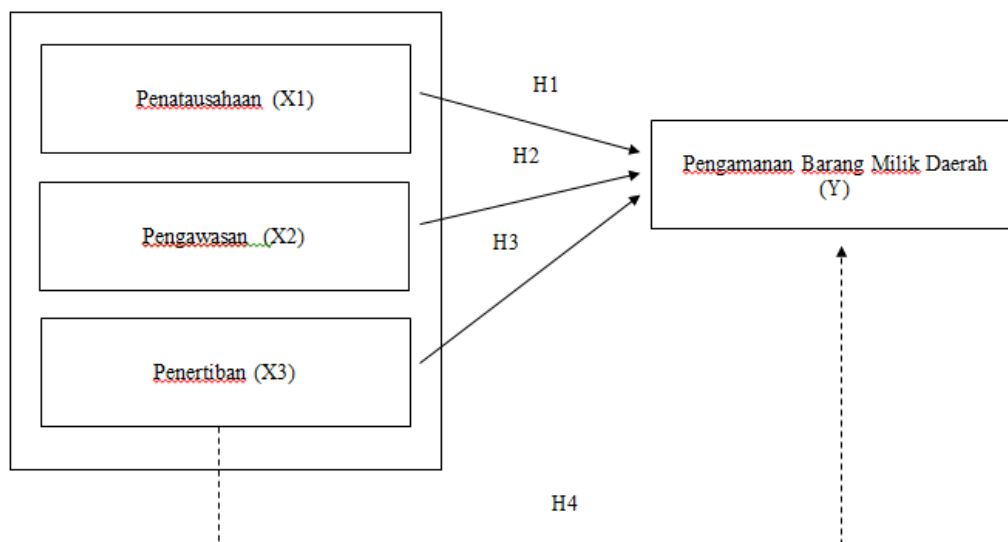 Penatausahaan (X1)
H1
H2
Pengamanan Barang Milik Daerah
(Y)
Pengawasan (X2)
H3
Penertiban (X3)
H4